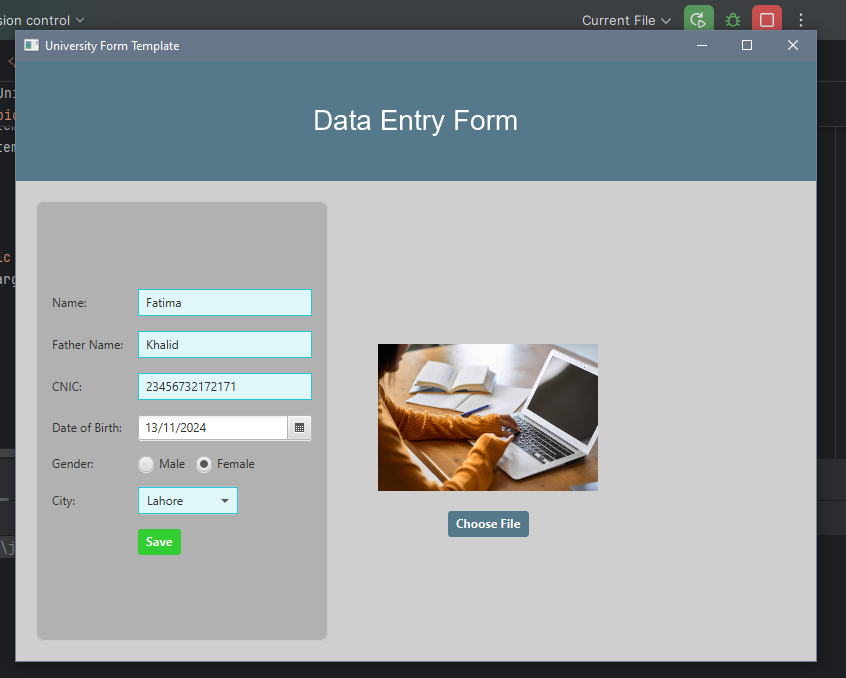 sion control
Current File
University Form Template
Data Entry Form
Name: Fatima
Father Name: Khalid
CNIC: 23456732172171
Date of Birth: 13/11/2024
Gender: Male Female
City: Lahore
Save
Choose File